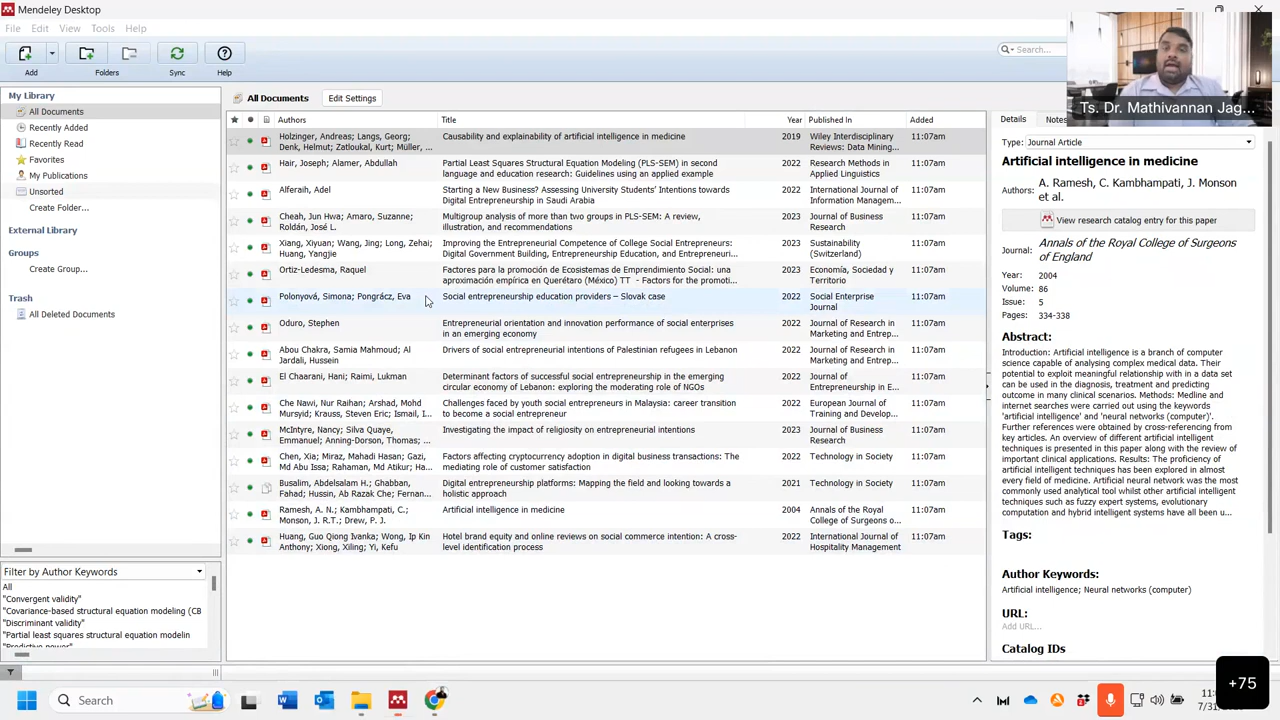 Mendeley Desktop
File Edit View Tools Help
Add Folders Sync Help
Search...
Ts. Dr. Mathivannan Jag...
My Library
All Documents
Recently Added
Recently Read
Favorites
My Publications
Unsorted
Create Folder...
External Library
Groups
Create Group...
Trash
All Deleted Documents
Filter by Author Keywords
All
"Convergent validity"
"Covariance-based structural equation modeling (CB
"Discriminant validity"
"Partial least squares structural equation modelin
"Predictive power"
All Documents Edit Settings
Authors Title Year Published In Added
Holzinger, Andreas; Langs, Georg; Causability and explainability of artificial intelligence in medicine 2019 Wiley Interdisciplinary 11:07am
Denk, Helmut; Zatloukal, Kurt; Müller, ... Reviews: Data Mining...
Hair, Joseph; Alamer, Abdullah Partial Least Squares Structural Equation Modeling (PLS-SEM) in second 2022 Research Methods in 11:07am
language and education research: Guidelines using an applied example Applied Linguistics
Alferaih, Adel Starting a New Business? Assessing University Students' Intentions towards 2022 International Journal of 11:07am
Digital Entrepreneurship in Saudi Arabia Information Managem...
Cheah, Jun Hwa; Amaro, Suzanne; Multigroup analysis of more than two groups in PLS-SEM: A review, 2023 Journal of Business 11:07am
Roldán, José L. illustration, and recommendations Research
Xiang, Xiyuan; Wang, Jing; Long, Zehai; Improving the Entrepreneurial Competence of College Social Entrepreneurs: 2023 Sustainability 11:07am
Huang, Yangjie Digital Government Building, Entrepreneurship Education, and Entrepreneuri... (Switzerland)
Ortiz-Ledesma, Raquel Factores para la promoción de Ecosistemas de Emprendimiento Social: una 2023 Economía, Sociedad y 11:07am
aproximación empírica en Querétaro (México) TT - Factors for the promoti... Territorio
Polonyová, Simona; Pongrácz, Eva Social entrepreneurship education providers – Slovak case 2022 Social Enterprise 11:07am
Journal
Oduro, Stephen Entrepreneurial orientation and innovation performance of social enterprises 2022 Journal of Research in 11:07am
in an emerging economy Marketing and Entrep...
Abou Chakra, Samia Mahmoud; Al Drivers of social entrepreneurial intentions of Palestinian refugees in Lebanon 2022 Journal of Research in 11:07am
Jardali, Hussein Marketing and Entrep...
El Chaarani, Hani; Raimi, Lukman Determinant factors of successful social entrepreneurship in the emerging 2022 Journal of 11:07am
circular economy of Lebanon: exploring the moderating role of NGOs Entrepreneurship in E...
Che Nawi, Nur Raihan; Arshad, Mohd Challenges faced by youth social entrepreneurs in Malaysia: career transition 2022 European Journal of 11:07am
Mursyid; Krauss, Steven Eric; Ismail, I... to become a social entrepreneur Training and Develop...
McIntyre, Nancy; Silva Quaye, Investigating the impact of religiosity on entrepreneurial intentions 2023 Journal of Business 11:07am
Emmanuel; Anning-Dorson, Thomas; ... Research
Chen, Xia; Miraz, Mahadi Hasan; Gazi, Factors affecting cryptocurrency adoption in digital business transactions: The 2022 Technology in Society 11:07am
Md Abu Issa; Rahaman, Md Atikur; Ha... mediating role of customer satisfaction
Busalim, Abdelsalam H.; Ghabban, Digital entrepreneurship platforms: Mapping the field and looking towards a 2021 Technology in Society 11:07am
Fahad; Hussin, Ab Razak Che; Fernan... holistic approach
Ramesh, A. N.; Kambhampati, C.; Artificial intelligence in medicine 2004 Annals of the Royal 11:07am
Monson, J. R.T.; Drew, P. J. College of Surgeons o...
Huang, Guo Qiong Ivanka; Wong, Ip Kin Hotel brand equity and online reviews on social commerce intention: A cross- 2022 International Journal of 11:07am
Anthony; Xiong, Xiling; Yi, Kefu level identification process Hospitality Management
Details Notes
Type: Journal Article
Artificial intelligence in medicine
Authors: A. Ramesh, C. Kambhampati, J. Monson
et al.
View research catalog entry for this paper
Journal: Annals of the Royal College of Surgeons
of England
Year: 2004
Volume: 86
Issue: 5
Pages: 334-338
Abstract:
Introduction: Artificial intelligence is a branch of computer
science capable of analysing complex medical data. Their
potential to exploit meaningful relationship with in a data set
can be used in the diagnosis, treatment and predicting
outcome in many clinical scenarios. Methods: Medline and
internet searches were carried out using the keywords
'artificial intelligence' and 'neural networks (computer)'.
Further references were obtained by cross-referencing from
key articles. An overview of different artificial intelligent
techniques is presented in this paper along with the review of
important clinical applications. Results: The proficiency of
artificial intelligent techniques has been explored in almost
every field of medicine. Artificial neural network was the most
commonly used analytical tool whilst other artificial intelligent
techniques such as fuzzy expert systems, evolutionary
computation and hybrid intelligent systems have all been u...
Tags:
Author Keywords:
Artificial intelligence; Neural networks (computer)
URL:
Add URL...
Catalog IDs
+75
Search
7/31/